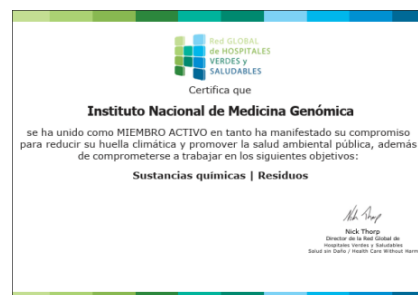 Red GLOBAL
de HOSPITALES
VERDES y
SALUDABLES
Certifica que
Instituto Nacional de Medicina Genómica
se ha unido como MIEMBRO ACTIVO en tanto ha manifestado su compromiso
para reducir su huella climática y promover la salud ambiental pública, además
de comprometerse a trabajar en los siguientes objetivos:
Sustancias químicas | Residuos
Nick Thorp
Nick Thorp
Director de la Red Global de
Hospitales Verdes y Saludables
Salud sin Daño / Health Care Without Harm